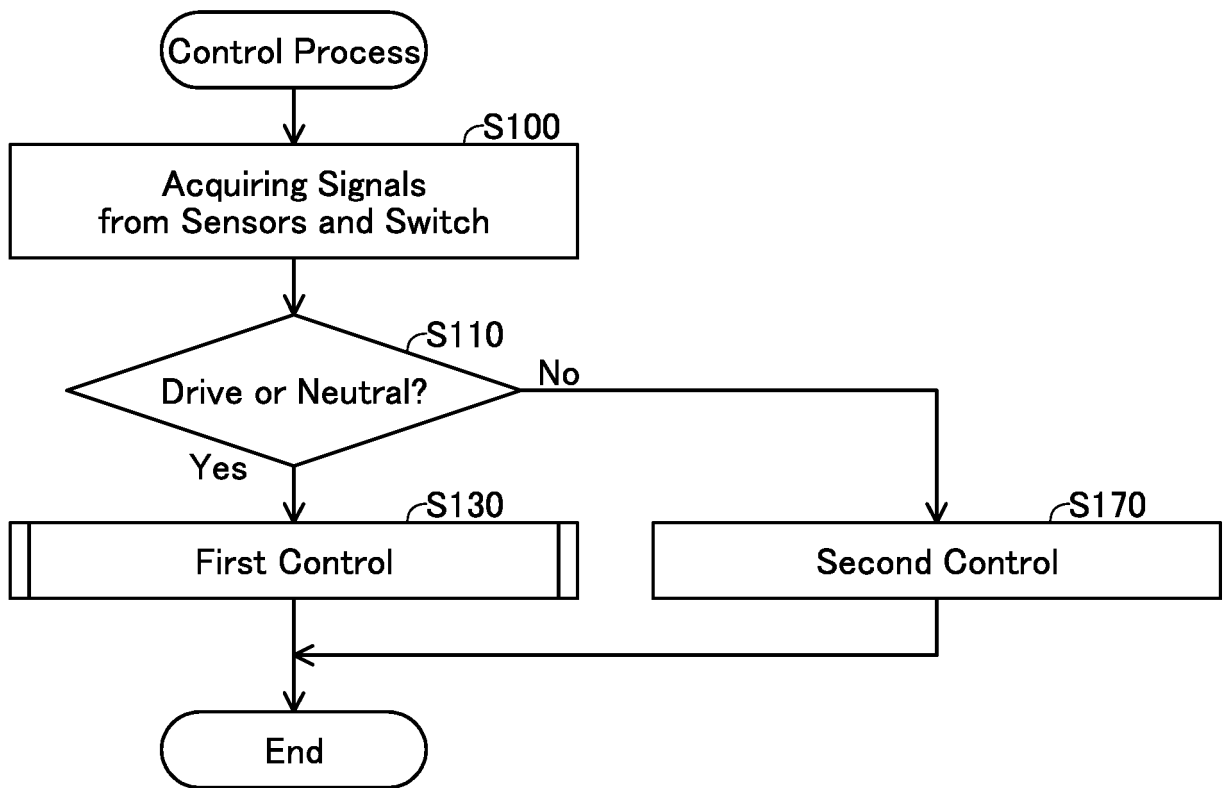 Control Process
S100
Acquiring Signals
from Sensors and Switch
S110
Drive or Neutral?
No
Yes
S130
First Control
S170
Second Control
End